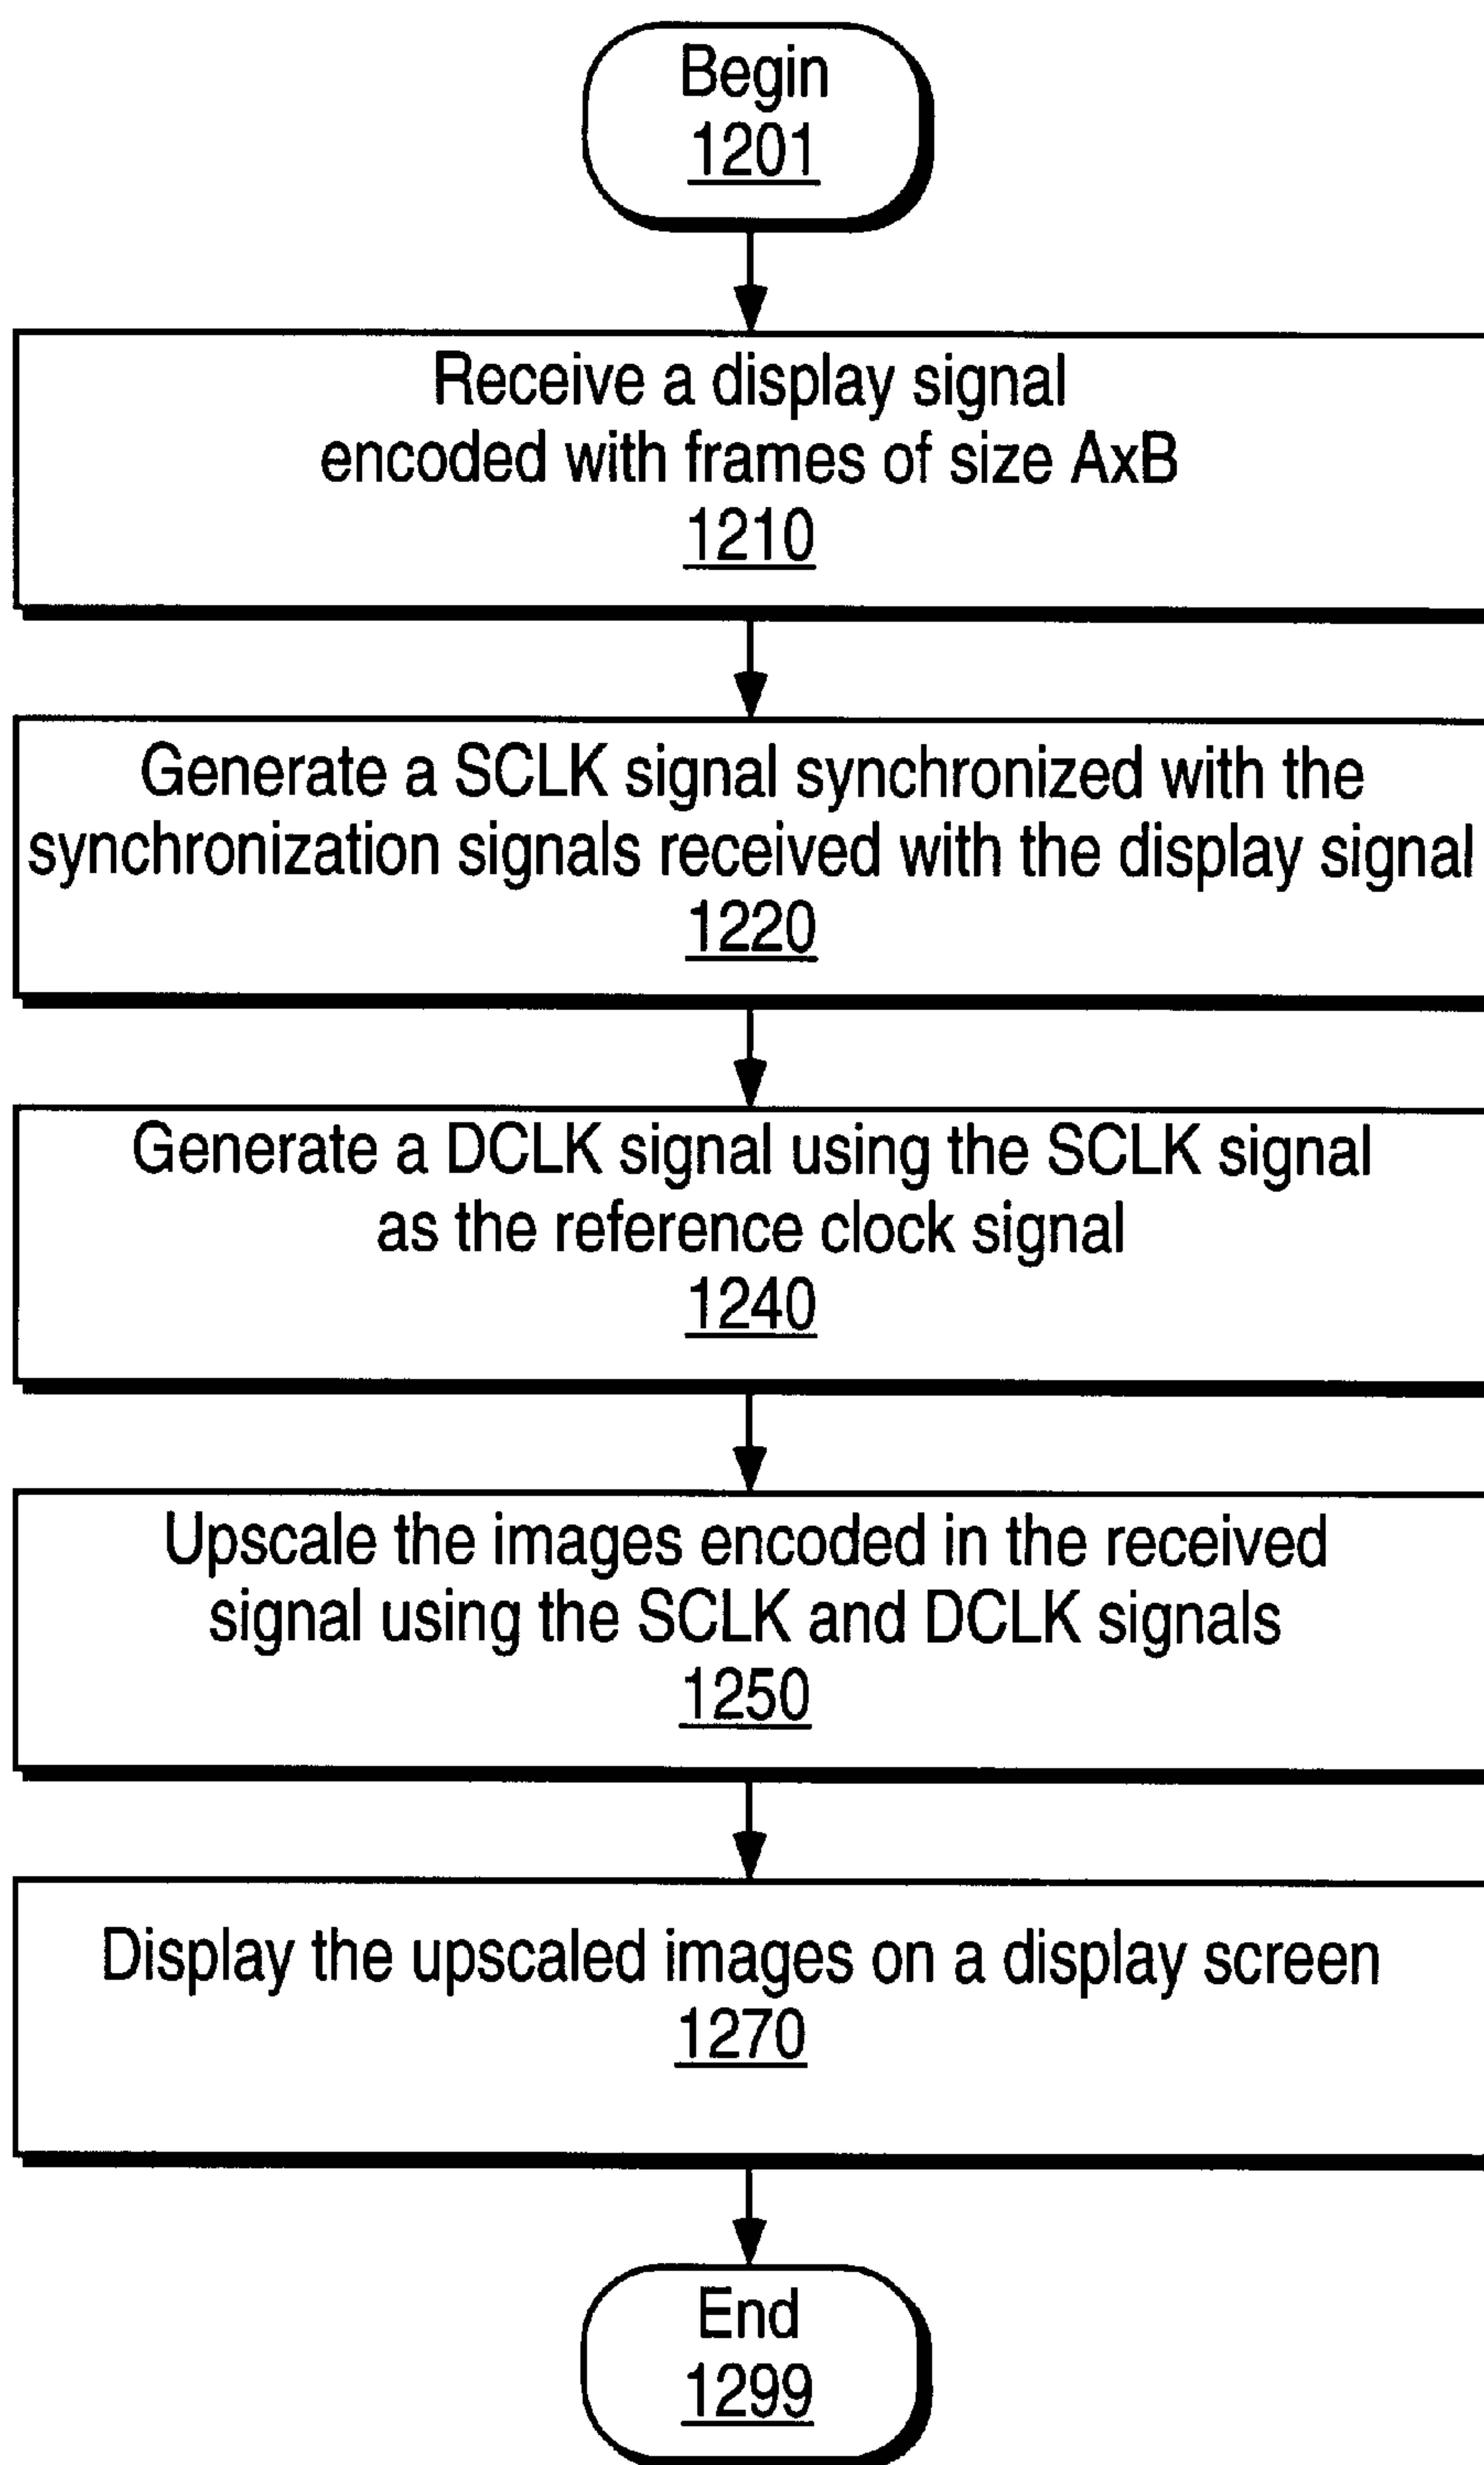 Begin
1201
Receive a display signal
encoded with frames of size AxB
1210
Generate a SCLK signal synchronized with the
synchronization signals received with the display signal
1220
Generate a DCLK signal using the SCLK signal
as the reference clock signal
1240
Upscale the images encoded in the received
signal using the SCLK and DCLK signals
1250
Display the upscaled images on a display screen
1270
End
1299